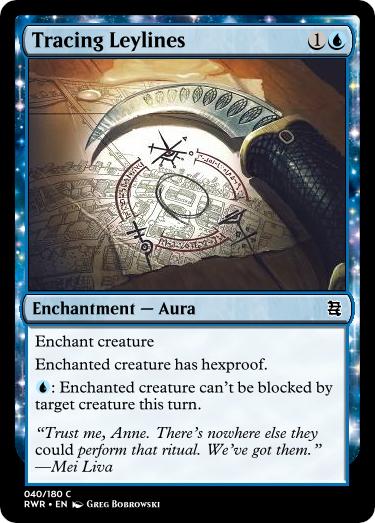 Tracing Leylines 1
Enchantment — Aura
Enchant creature
Enchanted creature has hexproof.
: Enchanted creature can't be blocked by
target creature this turn.
"Trust me, Anne. There's nowhere else they
could perform that ritual. We've got them."
—Mei Liva
040/180 C
RWR • EN Greg Bobrowski